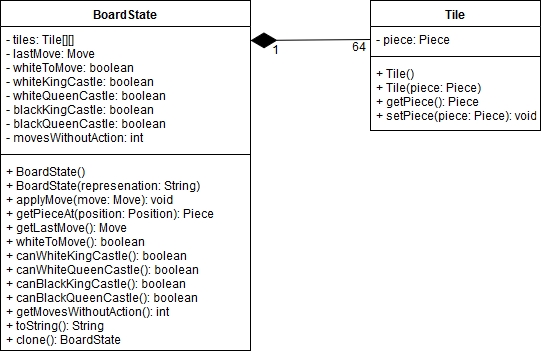 BoardState
- tiles: Tile[][]
- lastMove: Move
- whiteToMove: boolean
- whiteKingCastle: boolean
- whiteQueenCastle: boolean
- blackKingCastle: boolean
- blackQueenCastle: boolean
- movesWithoutAction: int
+ BoardState()
+ BoardState(represenation: String)
+ applyMove(move: Move): void
+ getPieceAt(position: Position): Piece
+ getLastMove(): Move
+ whiteToMove(): boolean
+ canWhiteKingCastle(): boolean
+ canWhiteQueenCastle(): boolean
+ canBlackKingCastle(): boolean
+ canBlackQueenCastle(): boolean
+ getMovesWithoutAction(): int
+ toString(): String
+ clone(): BoardState
1
64
Tile
- piece: Piece
+ Tile()
+ Tile(piece: Piece)
+ getPiece(): Piece
+ setPiece(piece: Piece): void